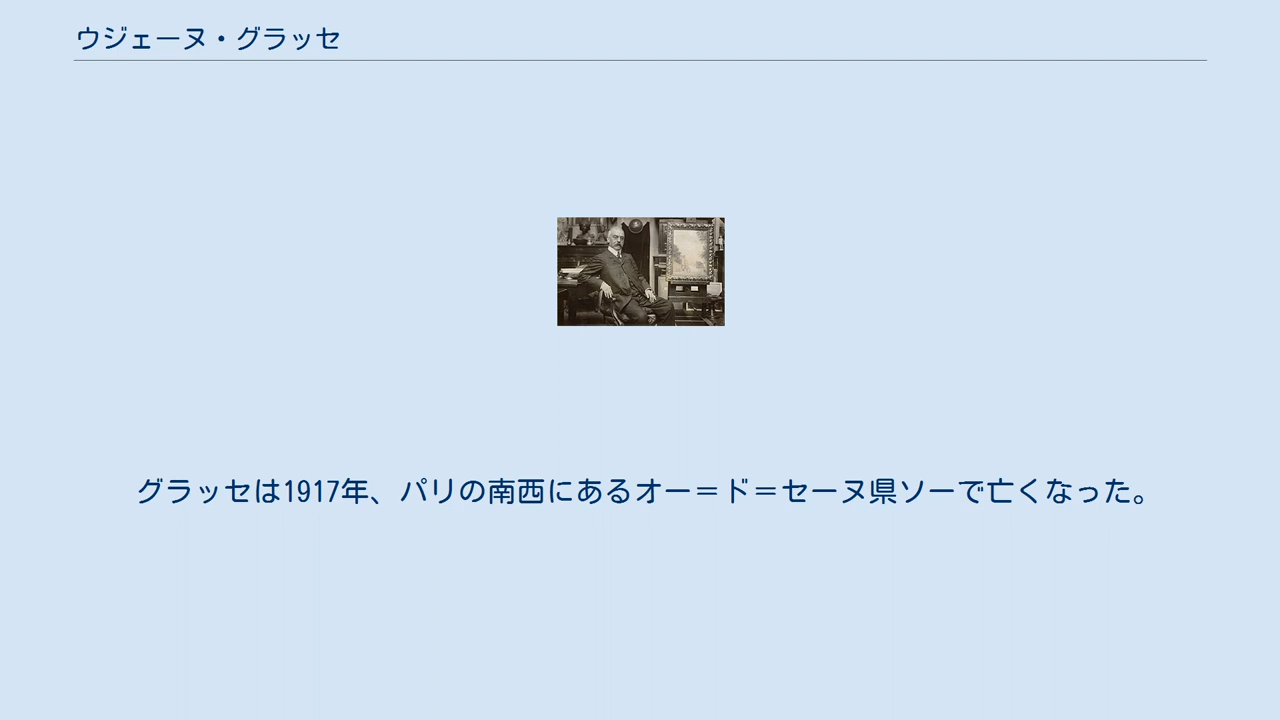 ウジェーヌ・グラッセ
グラッセは1917年、パリの南西にあるオー＝ド＝セーヌ県ソーで亡くなった。